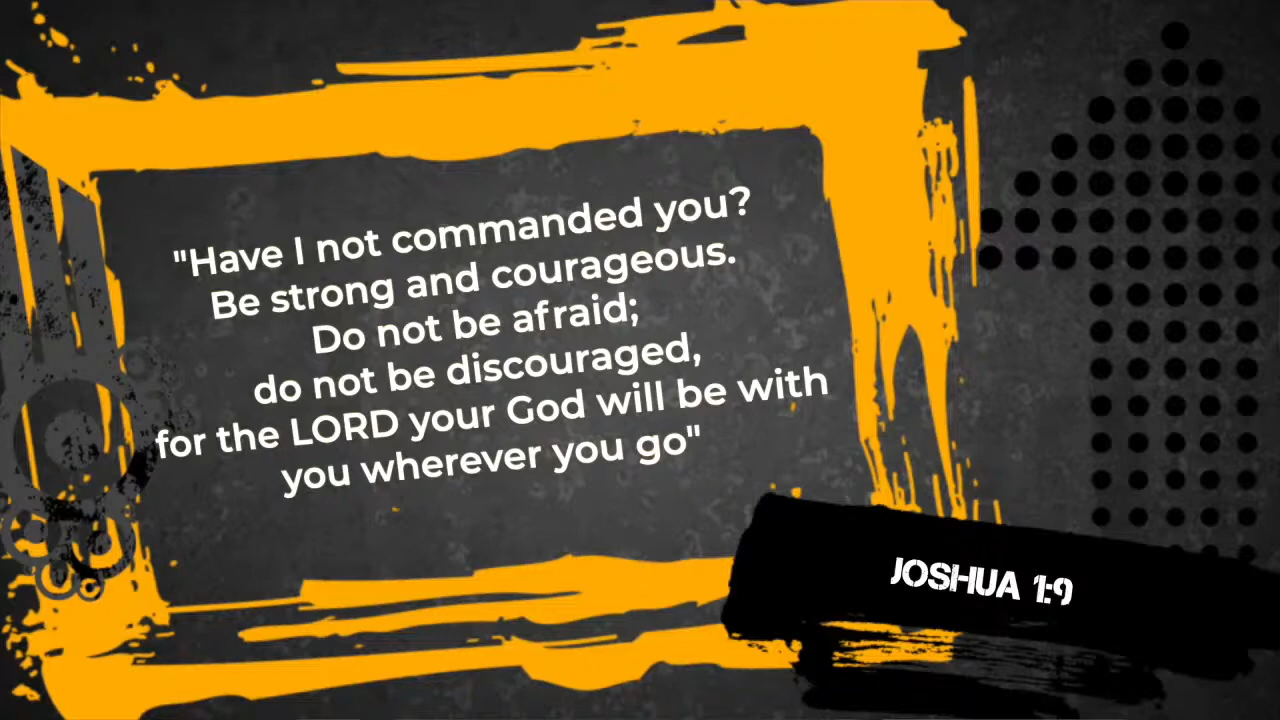 "Have I not commanded you?
Be strong and courageous.
Do not be afraid;
do not be discouraged,
for the LORD your God will be with
you wherever you go"
JOSHUA 1:9